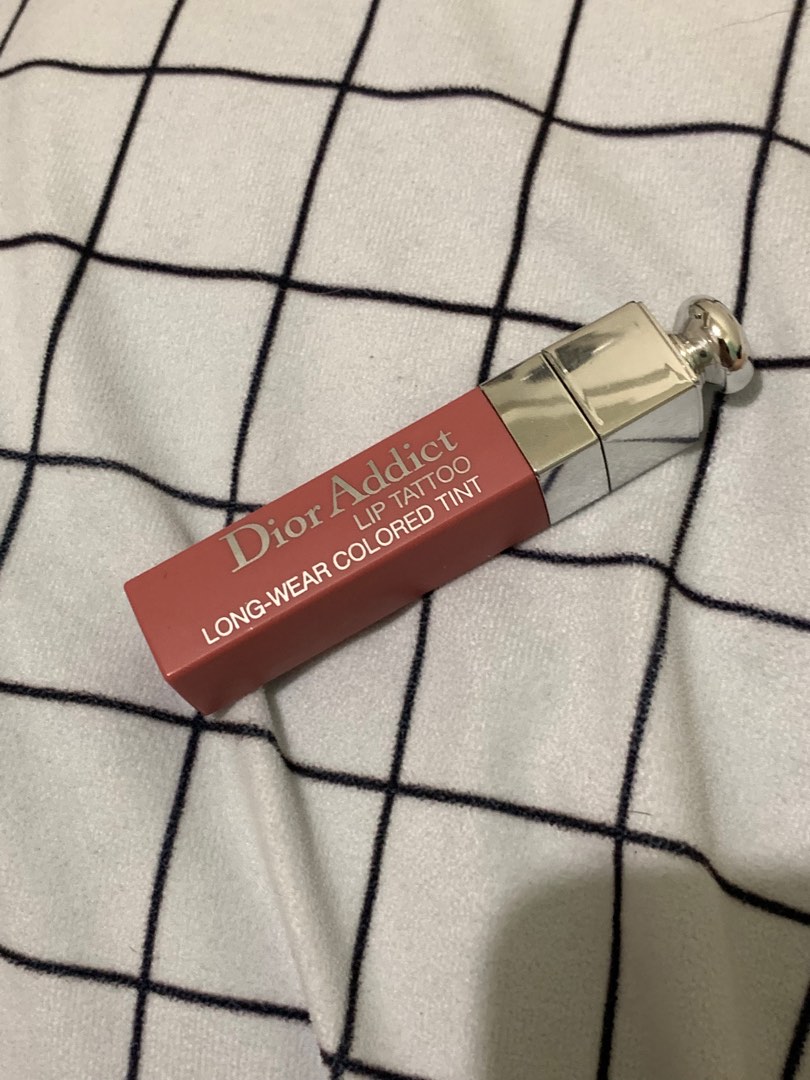 Dior Addict
LIP TATTOO
LONG-WEAR COLORED TINT